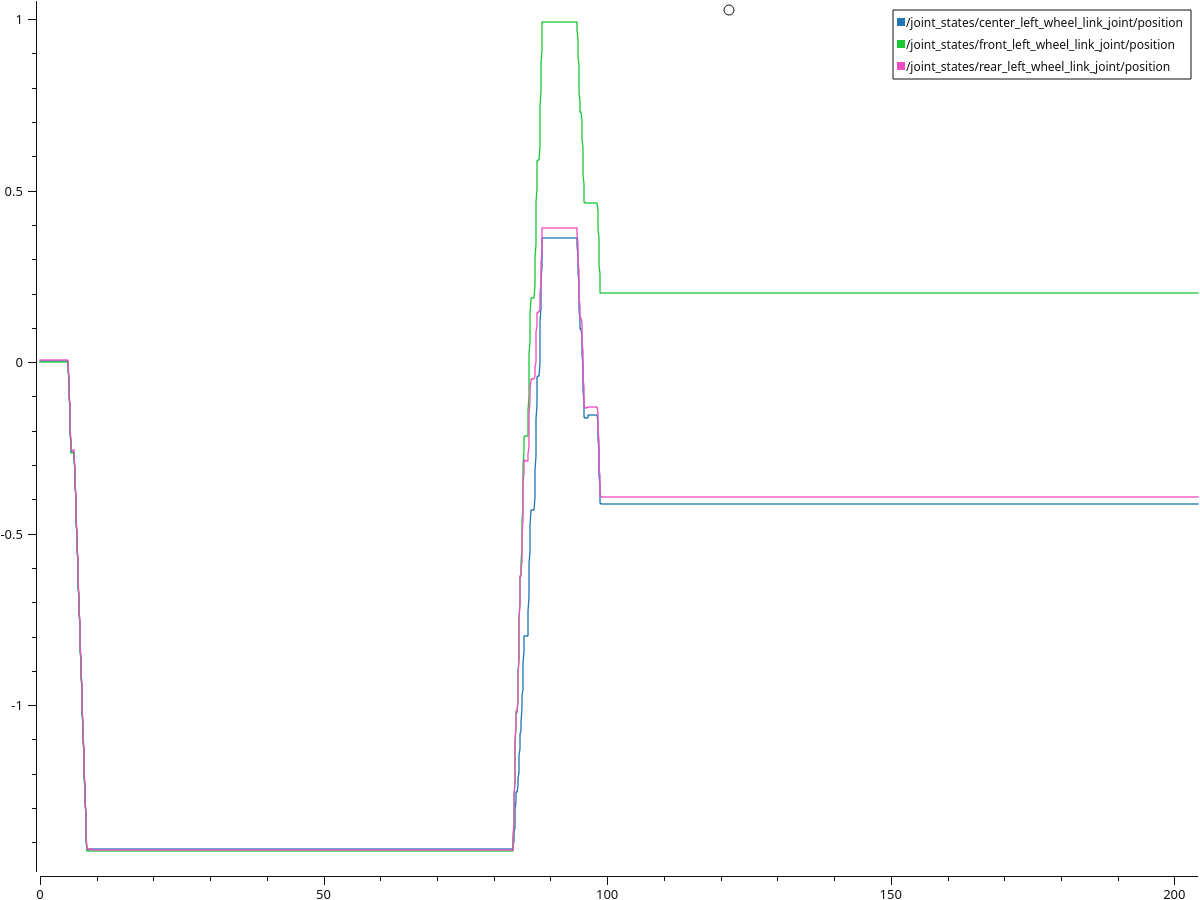 /joint_states/center_left_wheel_link_joint/position
/joint_states/front_left_wheel_link_joint/position
/joint_states/rear_left_wheel_link_joint/position
1
0.5
0
-0.5
-1
0 50 100 150 200